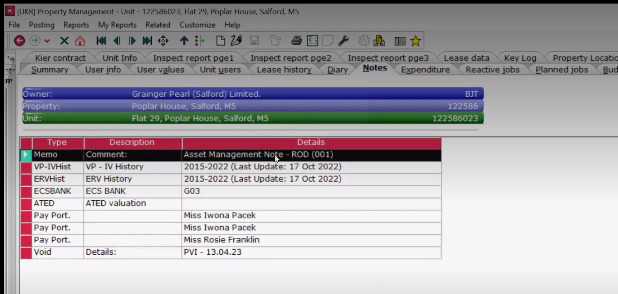 [UKR] Property Management - Unit - 122586023, Flat 29, Poplar House, Salford, M5
File Posting Reports My Reports Related Customize Help
Kier contract Unit Info Inspect report pge1 Inspect report pge2 Inspect report pge3 Lease data Key Log Property Locatio
Summary User info User values Unit users Lease history Diary Notes Expenditure Reactive jobs Planned jobs Bud
Owner: Grainger Pearl (Salford) Limited. BJT
Property: Poplar House, Salford, M5 122586
Unit: Flat 29, Poplar House, Salford, M5 122586023
Type Description Details
Memo Comment: Asset Management Note - ROD (001)
VP-IVHist VP - IV History 2015-2022 (Last Update: 17 Oct 2022)
ERVHist ERV History 2015-2022 (Last Update: 17 Oct 2022)
ECSBANK ECS BANK G03
ATED ATED valuation
Pay Port. Miss Iwona Pacek
Pay Port. Miss Iwona Pacek
Pay Port. Miss Rosie Franklin
Void Details: PVI - 13.04.23